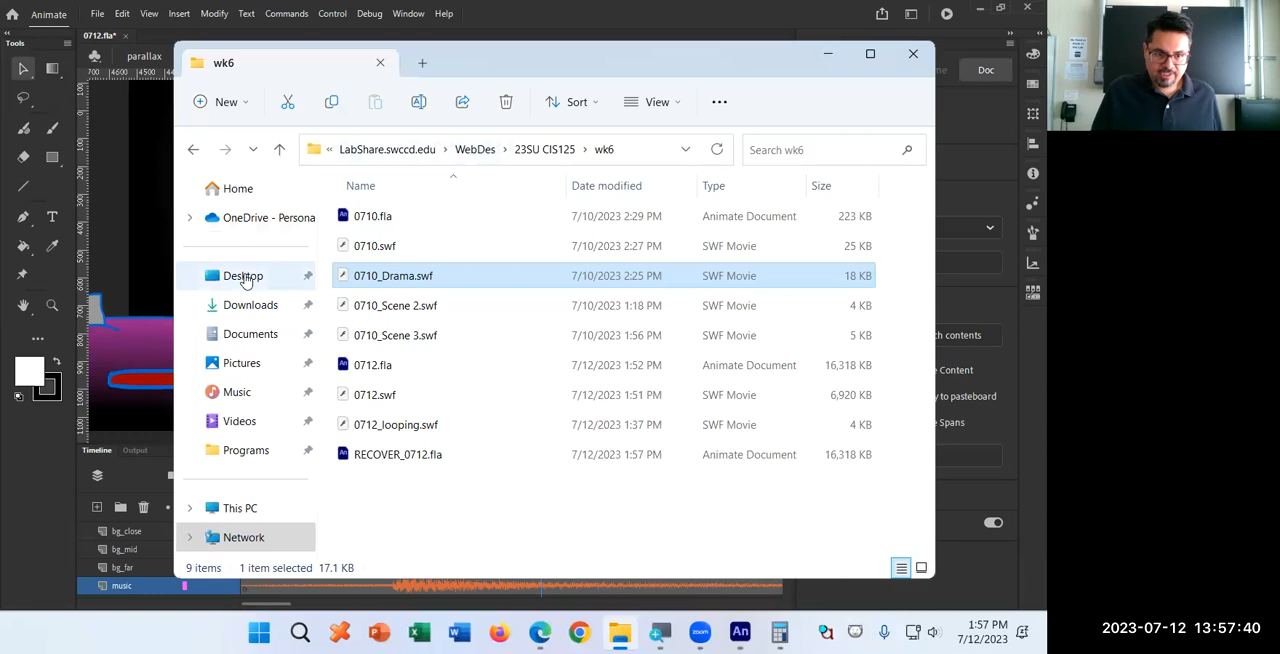 Animate File Edit View Insert Modify Text Commands Control Debug Window Help
Tools 0712.fla* ×
parallax
700 4600 4500
wk6
New Sort View
« LabShare.swccd.edu › WebDes › 23SU CIS125 › wk6
Search wk6
Doc
Name Date modified Type Size
Home
OneDrive - Persona
Desktop
Downloads
Documents
Pictures
Music
Videos
Programs
This PC
Network
0710.fla 7/10/2023 2:29 PM Animate Document 223 KB
0710.swf 7/10/2023 2:27 PM SWF Movie 25 KB
0710_Drama.swf 7/10/2023 2:25 PM SWF Movie 18 KB
0710_Scene 2.swf 7/10/2023 1:18 PM SWF Movie 4 KB
0710_Scene 3.swf 7/10/2023 1:56 PM SWF Movie 5 KB
0712.fla 7/12/2023 1:52 PM Animate Document 16,318 KB
0712.swf 7/12/2023 1:51 PM SWF Movie 6,920 KB
0712_looping.swf 7/12/2023 1:37 PM SWF Movie 4 KB
RECOVER_0712.fla 7/12/2023 1:57 PM Animate Document 16,318 KB
9 items 1 item selected 17.1 KB
ch contents
Content
y to pasteboard
Spans
Timeline Output
bg_close
bg_mid
bg_far
music
1:57 PM
7/12/2023
2023-07-12 13:57:40